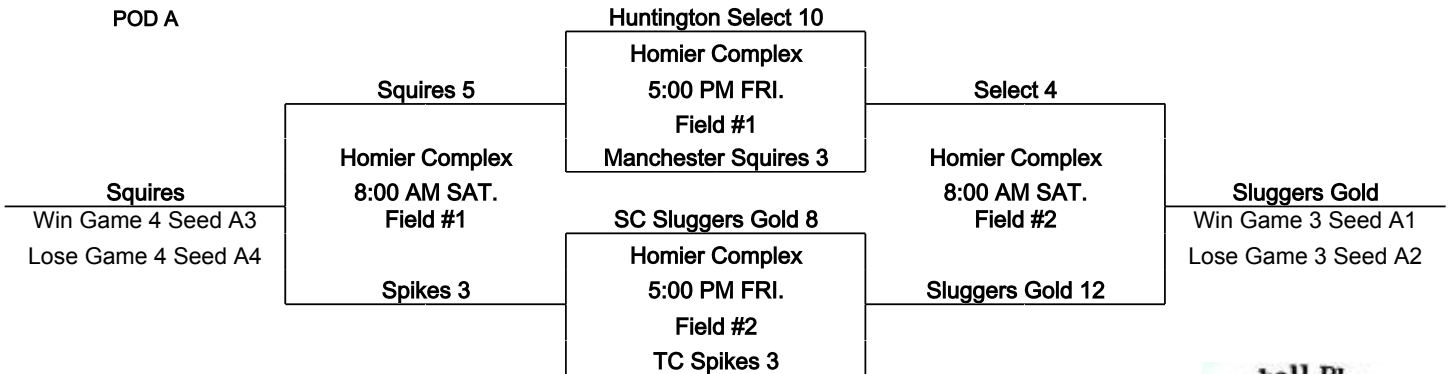 POD A
Huntington Select 10
Homier Complex
5:00 PM FRI.
Field #1
Manchester Squires 3
Squires 5
Homier Complex
8:00 AM SAT.
Field #1
Spikes 3
Squires
Win Game 4 Seed A3
Lose Game 4 Seed A4
SC Sluggers Gold 8
Homier Complex
5:00 PM FRI.
Field #2
TC Spikes 3
Select 4
Homier Complex
8:00 AM SAT.
Field #2
Sluggers Gold 12
Sluggers Gold
Win Game 3 Seed A1
Lose Game 3 Seed A2